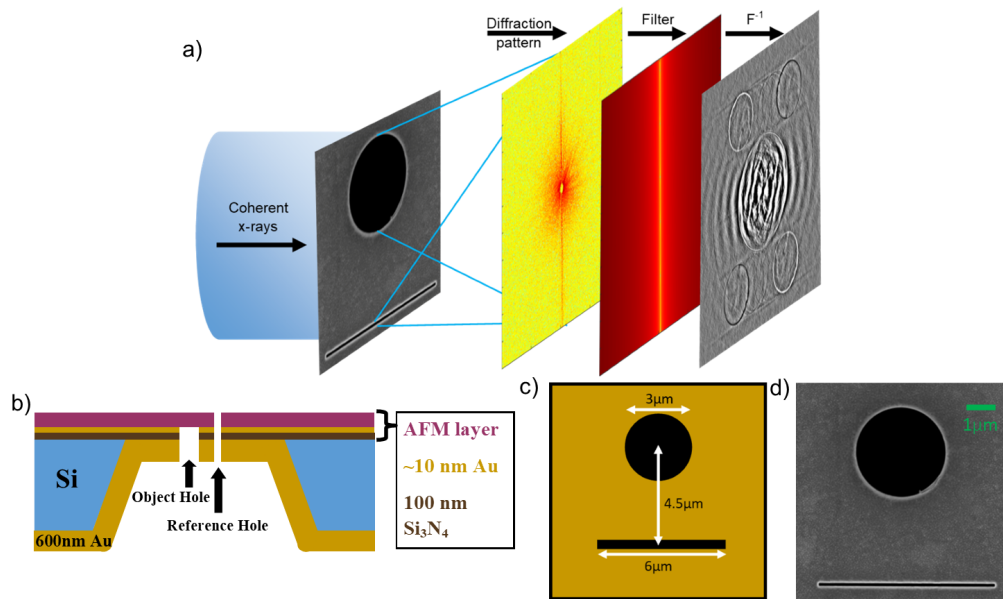 a)
Coherent
x-rays
Diffraction
pattern
Filter
F⁻¹
b)
Si
Object Hole
Reference Hole
600nm Au
AFM layer
~10 nm Au
100 nm
Si₃N₄
c)
3μm
4.5μm
6μm
d)
1μm